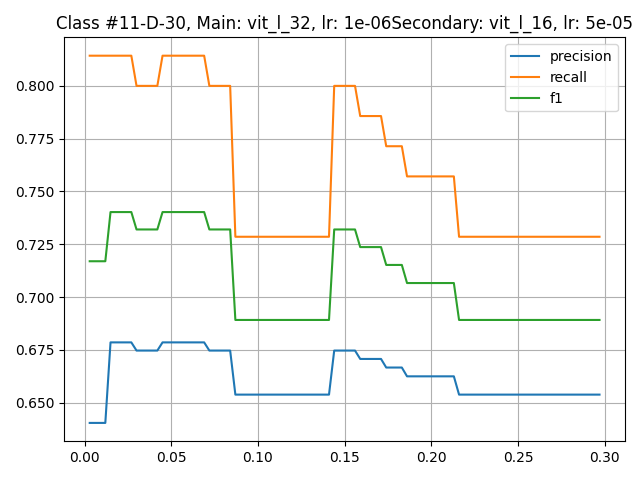 Class #11-D-30, Main: vit_l_32, lr: 1e-06Secondary: vit_l_16, lr: 5e-05
precision
recall
f1
0.800
0.775
0.750
0.725
0.700
0.675
0.650
0.00 0.05 0.10 0.15 0.20 0.25 0.30